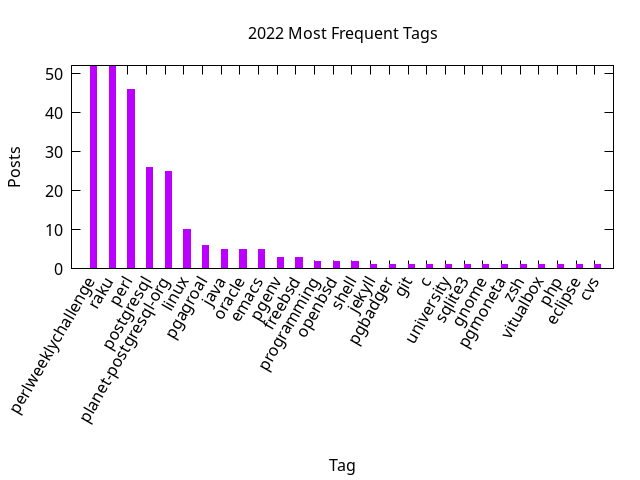 2022 Most Frequent Tags
Posts
50
40
30
20
10
0
perlweeklychallenge
raku
perl
postgresql
planet-postgresql-org
linux
pgagroal
java
oracle
emacs
pgenv
freebsd
programming
openbsd
shell
jekyll
pgbadger
git
c
university
sqlite3
gnome
pgmoneta
zsh
vitualbox
php
eclipse
cvs
Tag